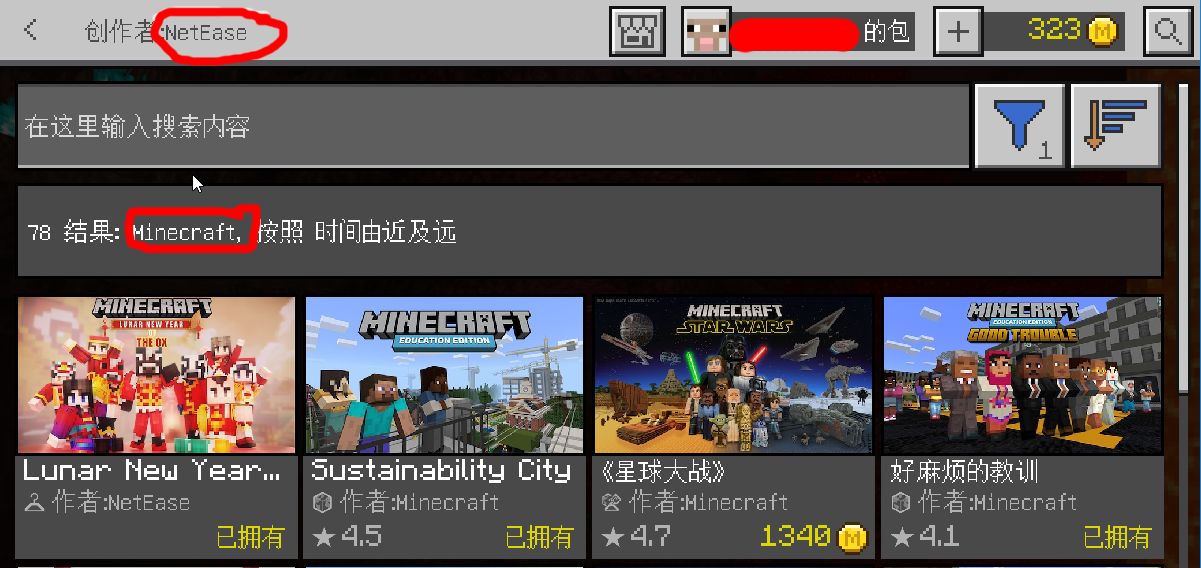 创作者:NetEase
的包
323
在这里输入搜索内容
1
78 结果: Minecraft, 按照 时间由近及远
MINECRAFT
LUNAR NEW YEAR
OF
THE OX
MINECRAFT
EDUCATION EDITION
MINECRAFT
STAR WARS
MINECRAFT
EDUCATION EDITION
GOOD TROUBLE
Lunar New Year...
Sustainability City
《星球大战》
好麻烦的教训
作者:NetEase
作者:Minecraft
作者:Minecraft
作者:Minecraft
已拥有
4.5
已拥有
4.7
1340
4.1
已拥有